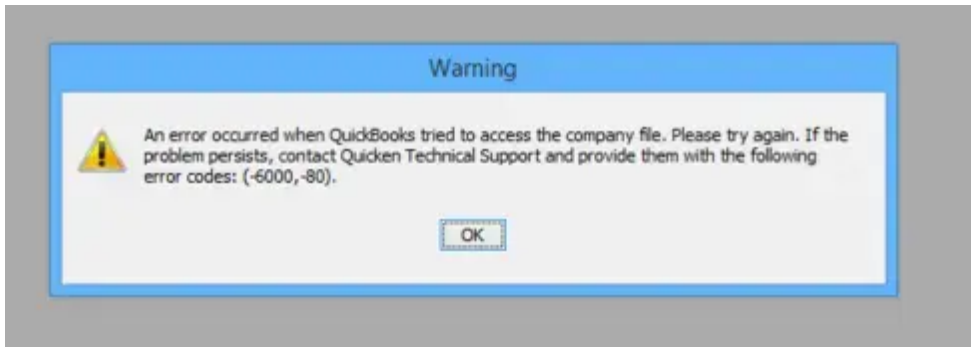 Warning
An error occurred when QuickBooks tried to access the company file. Please try again. If the
problem persists, contact Quicken Technical Support and provide them with the following
error codes: (-6000,-80).
OK